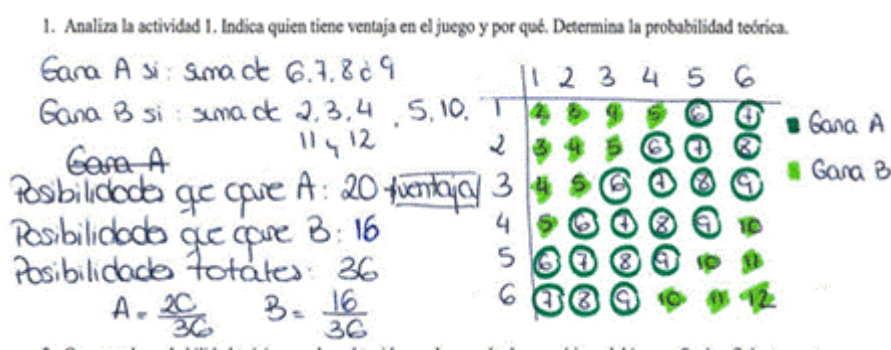 1. Analiza la actividad 1. Indica quien tiene ventaja en el juego y por qué. Determina la probabilidad teórica.
Gana A si: suma de 6.7.8 ó 9
Gana B si: suma de 2.3.4, 5, 10.
11 y 12
Gana A
Posibilidades qe gane A: 20 + ventaja
Posibilidades qe gane B: 16
Posibilidades totales: 36
A = 20/36 B = 16/36
1 2 3 4 5 6
1 2 3 4 5 6 7
2 3 4 5 6 7 8
3 4 5 6 7 8 9
4 5 6 7 8 9 10
5 6 7 8 9 10 11
6 7 8 9 10 11 12
Gana A
Gana B